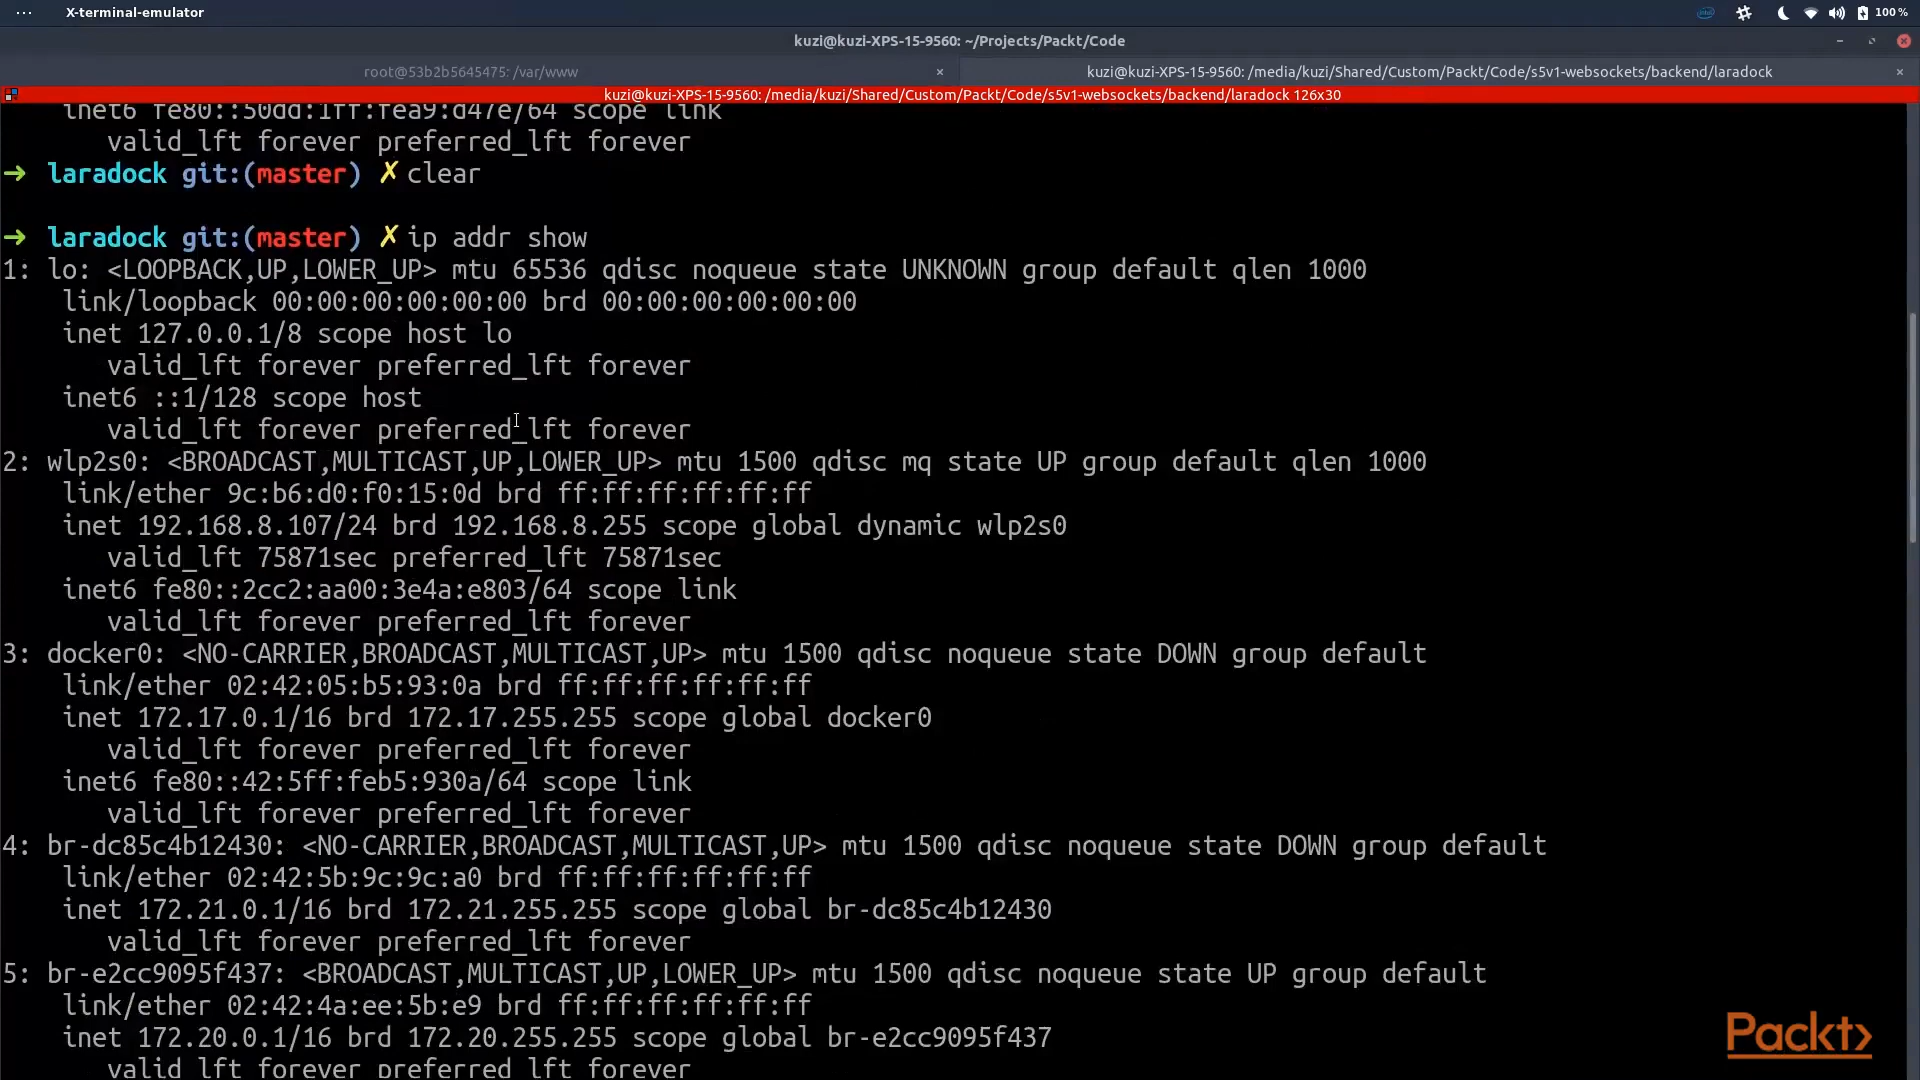 X-terminal-emulator
100 %
kuzi@kuzi-XPS-15-9560: ~/Projects/Packt/Code
root@53b2b5645475: /var/www
kuzi@kuzi-XPS-15-9560: /media/kuzi/Shared/Custom/Packt/Code/s5v1-websockets/backend/laradock
kuzi@kuzi-XPS-15-9560: /media/kuzi/Shared/Custom/Packt/Code/s5v1-websockets/backend/laradock 126x30
inet6 fe80::50dd:1ff:fea9:d47e/64 scope link
valid_lft forever preferred_lft forever
➜ laradock git:(master) ✗ clear
➜ laradock git:(master) ✗ ip addr show
1: lo: <LOOPBACK,UP,LOWER_UP> mtu 65536 qdisc noqueue state UNKNOWN group default qlen 1000
link/loopback 00:00:00:00:00:00 brd 00:00:00:00:00:00
inet 127.0.0.1/8 scope host lo
valid_lft forever preferred_lft forever
inet6 ::1/128 scope host
valid_lft forever preferred_lft forever
2: wlp2s0: <BROADCAST,MULTICAST,UP,LOWER_UP> mtu 1500 qdisc mq state UP group default qlen 1000
link/ether 9c:b6:d0:f0:15:0d brd ff:ff:ff:ff:ff:ff
inet 192.168.8.107/24 brd 192.168.8.255 scope global dynamic wlp2s0
valid_lft 75871sec preferred_lft 75871sec
inet6 fe80::2cc2:aa00:3e4a:e803/64 scope link
valid_lft forever preferred_lft forever
3: docker0: <NO-CARRIER,BROADCAST,MULTICAST,UP> mtu 1500 qdisc noqueue state DOWN group default
link/ether 02:42:05:b5:93:0a brd ff:ff:ff:ff:ff:ff
inet 172.17.0.1/16 brd 172.17.255.255 scope global docker0
valid_lft forever preferred_lft forever
inet6 fe80::42:5ff:feb5:930a/64 scope link
valid_lft forever preferred_lft forever
4: br-dc85c4b12430: <NO-CARRIER,BROADCAST,MULTICAST,UP> mtu 1500 qdisc noqueue state DOWN group default
link/ether 02:42:5b:9c:9c:a0 brd ff:ff:ff:ff:ff:ff
inet 172.21.0.1/16 brd 172.21.255.255 scope global br-dc85c4b12430
valid_lft forever preferred_lft forever
5: br-e2cc9095f437: <BROADCAST,MULTICAST,UP,LOWER_UP> mtu 1500 qdisc noqueue state UP group default
link/ether 02:42:4a:ee:5b:e9 brd ff:ff:ff:ff:ff:ff
inet 172.20.0.1/16 brd 172.20.255.255 scope global br-e2cc9095f437
valid_lft forever preferred_lft forever
Packt>